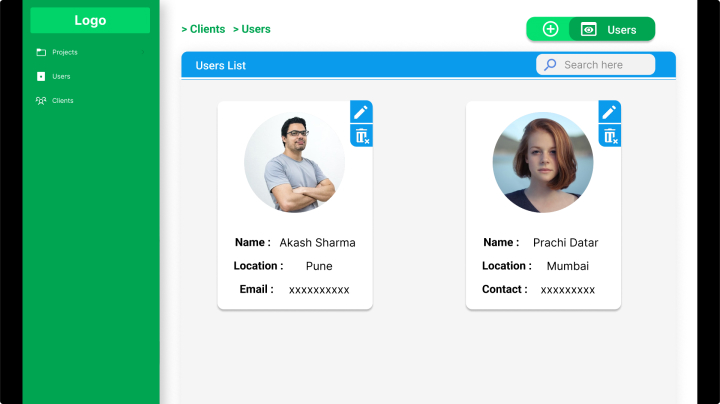 Logo
Projects
Users
Clients
> Clients > Users
Users
Users List
Search here
Name : Akash Sharma
Location : Pune
Email : xxxxxxxxxx
Name : Prachi Datar
Location : Mumbai
Contact : xxxxxxxxx